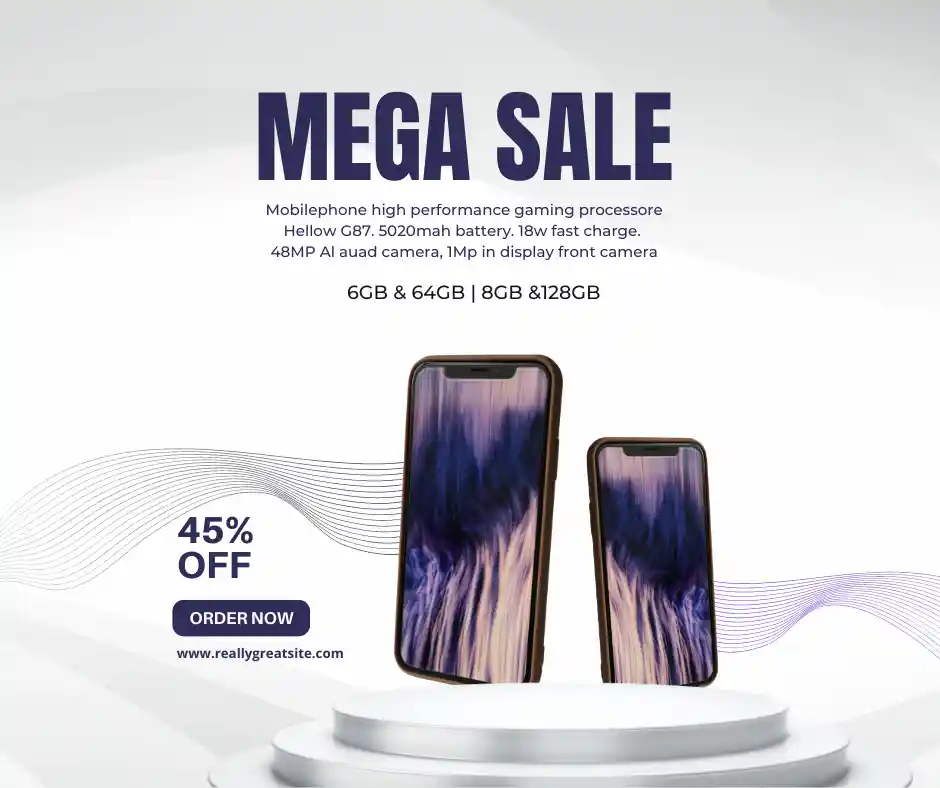 MEGA SALE
Mobilephone high performance gaming processore
Hellow G87. 5020mah battery. 18w fast charge.
48MP Al auad camera, 1Mp in display front camera
6GB & 64GB | 8GB &128GB
45%
OFF
ORDER NOW
www.reallygreatsite.com